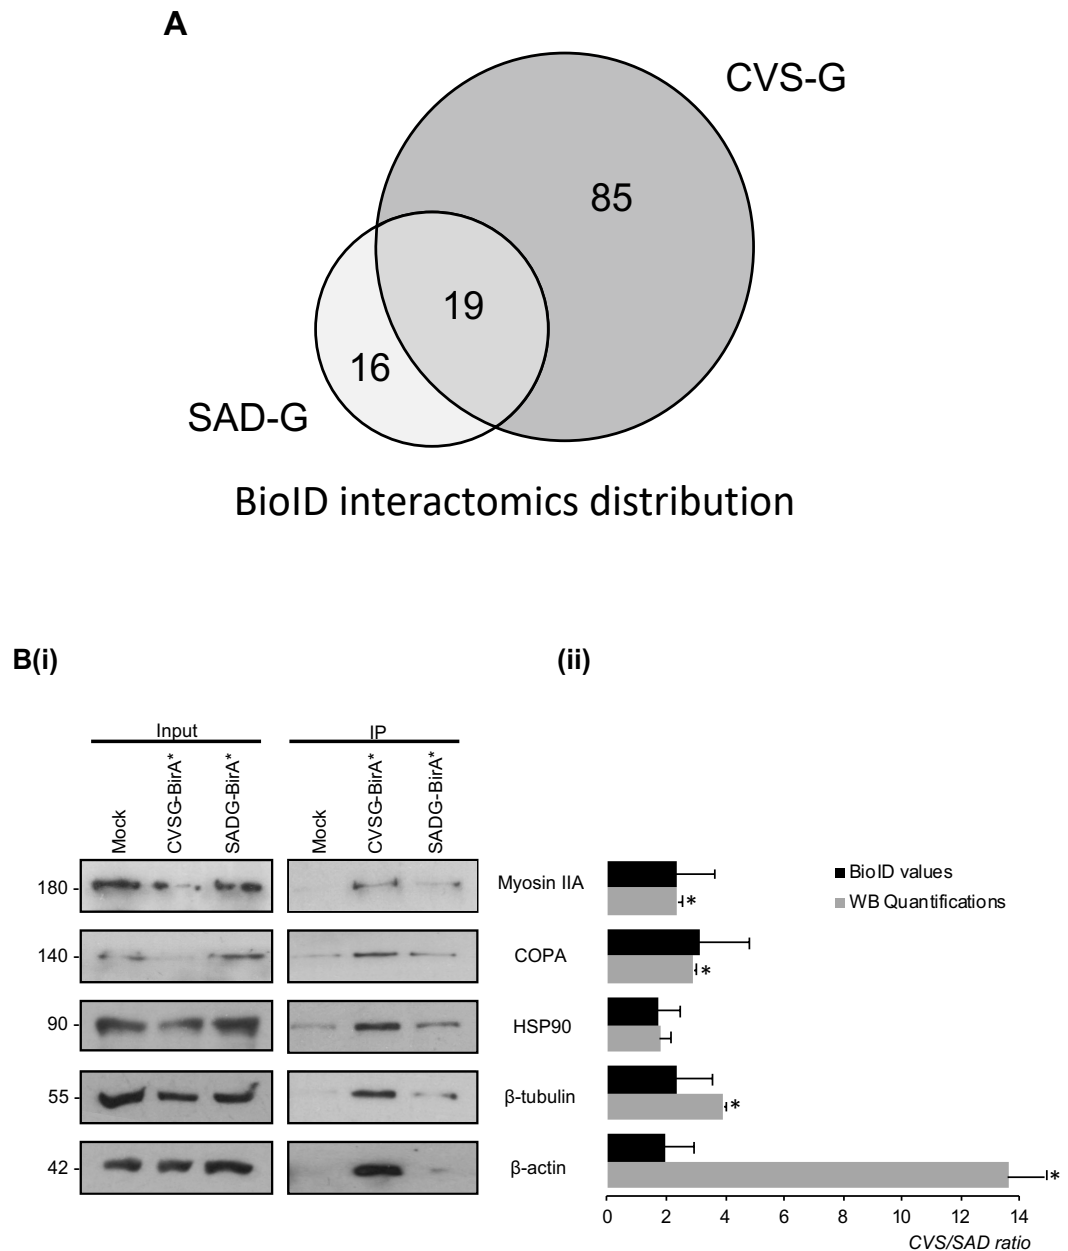 A
CVS-G
85
19
16
SAD-G
BioID interactomics distribution
B(i)
(ii)
Input
IP
Mock
CVSG-BirA*
SADG-BirA*
Mock
CVSG-BirA*
SADG-BirA*
180 -
Myosin IIA
BioID values
WB Quantifications
*
140 -
COPA
*
90 -
HSP90
55 -
β-tubulin
*
42 -
β-actin
*
0 2 4 6 8 10 12 14
CVS/SAD ratio